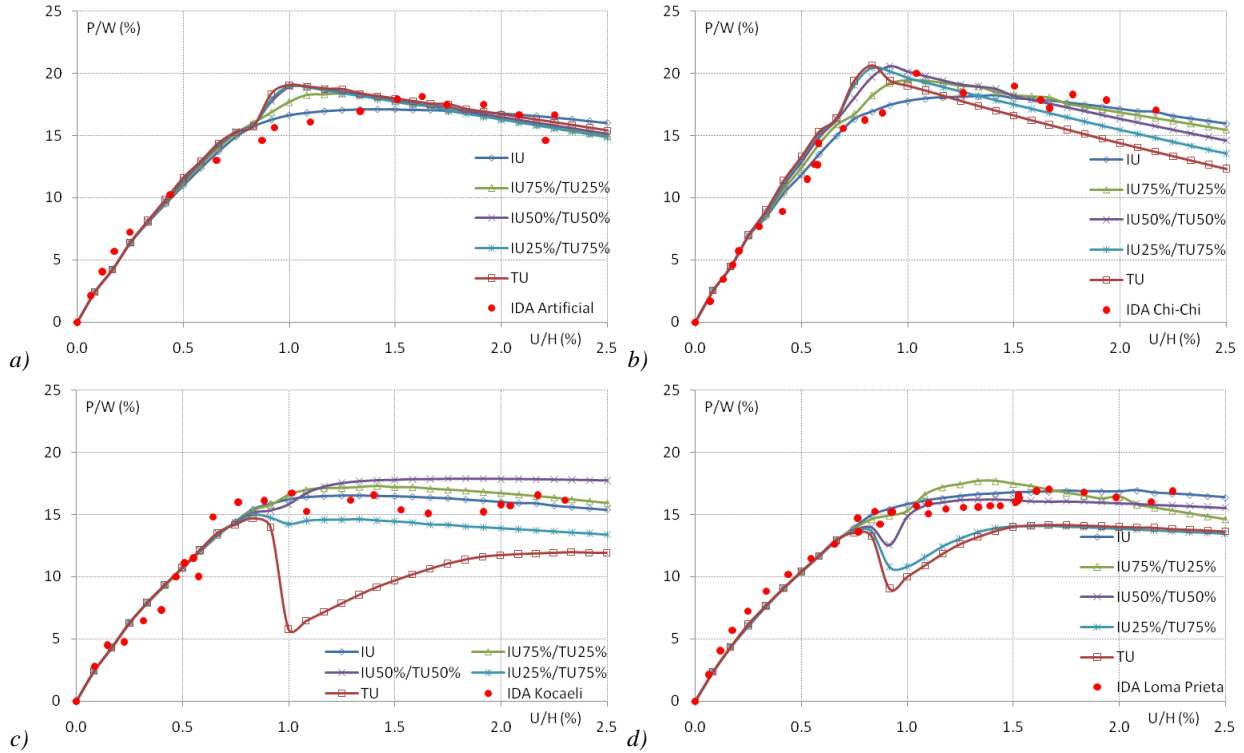 P/W (%)
25
20
15
10
5
0
0.0 0.5 1.0 1.5 2.0 2.5
U/H (%)
IU
IU75%/TU25%
IU50%/TU50%
IU25%/TU75%
TU
IDA Artificial
a)
P/W (%)
25
20
15
10
5
0
0.0 0.5 1.0 1.5 2.0 2.5
U/H (%)
IU
IU75%/TU25%
IU50%/TU50%
IU25%/TU75%
TU
IDA Chi-Chi
b)
P/W (%)
25
20
15
10
5
0
0.0 0.5 1.0 1.5 2.0 2.5
U/H (%)
IU IU75%/TU25%
IU50%/TU50% IU25%/TU75%
TU IDA Kocaeli
c)
P/W (%)
25
20
15
10
5
0
0.0 0.5 1.0 1.5 2.0 2.5
U/H (%)
IU
IU75%/TU25%
IU50%/TU50%
IU25%/TU75%
TU
IDA Loma Prieta
d)